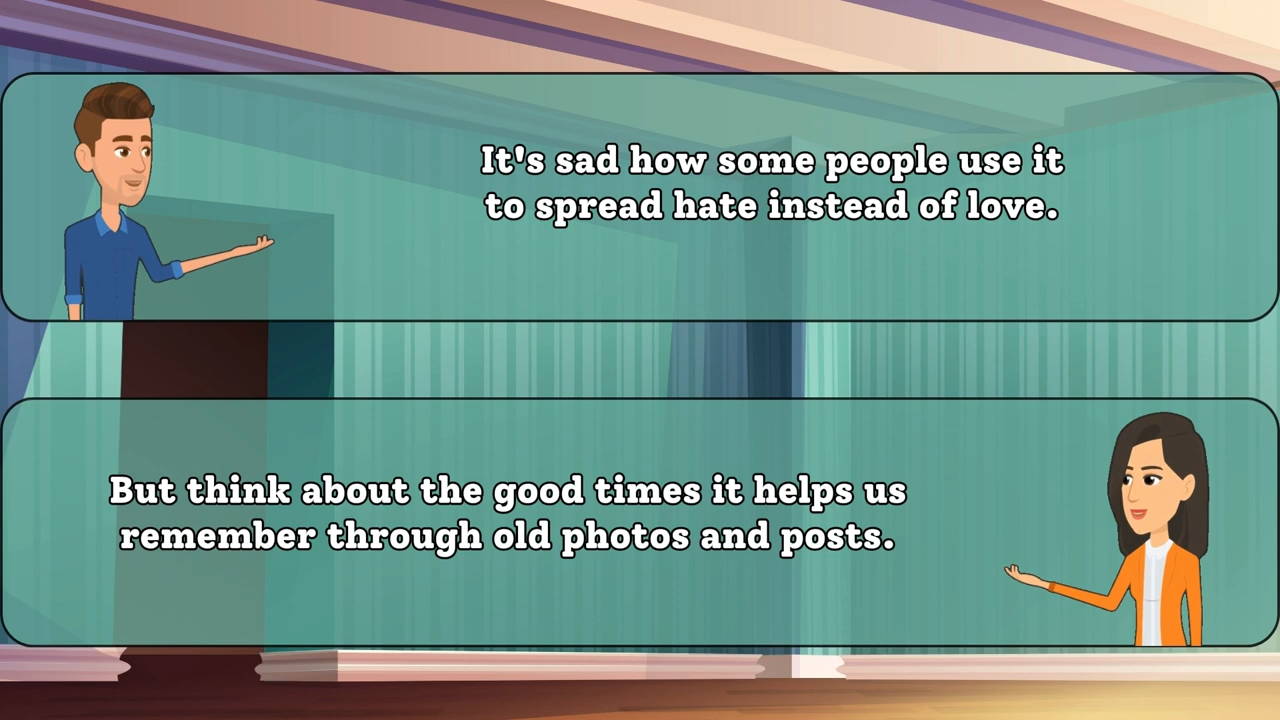 It's sad how some people use it
to spread hate instead of love.
But think about the good times it helps us
remember through old photos and posts.